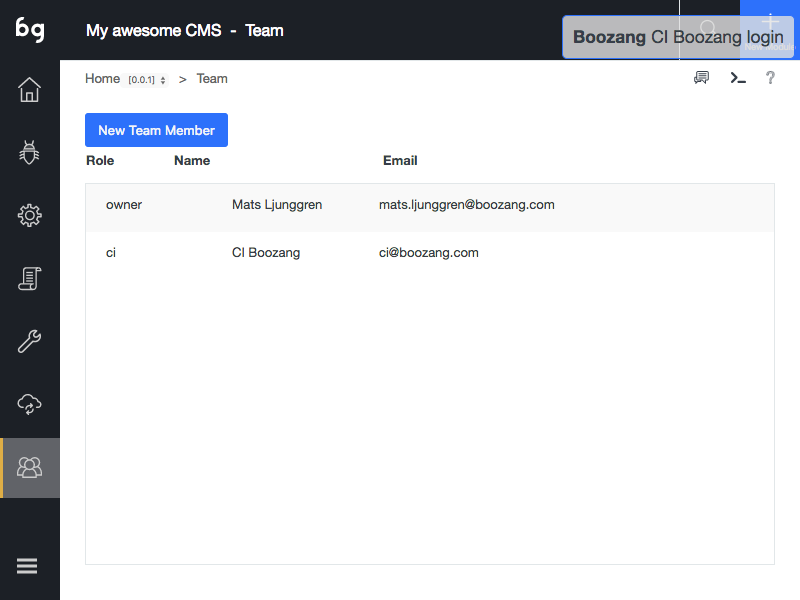 bg
My awesome CMS - Team
Boozang CI Boozang login
Home [0.0.1] > Team
?
New Team Member
Role Name Email
owner Mats Ljunggren mats.ljunggren@boozang.com
ci CI Boozang ci@boozang.com